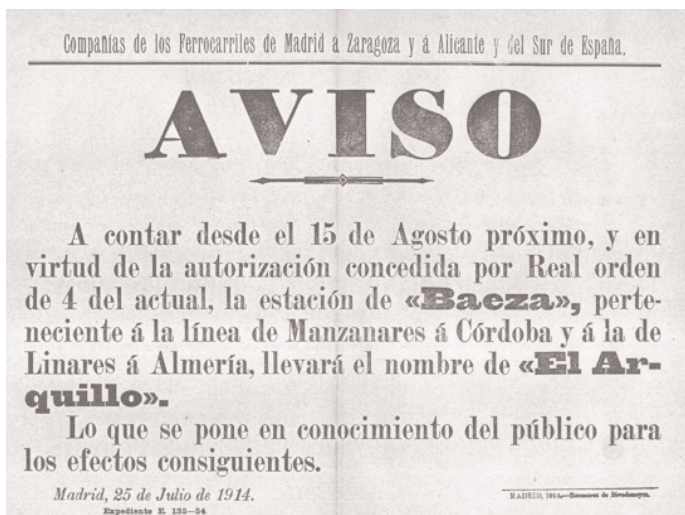 Compañías de los Ferrocarriles de Madrid á Zaragoza y á Alicante y del Sur de España.
AVISO
A contar desde el 15 de Agosto próximo, y en
virtud de la autorización concedida por Real orden
de 4 del actual, la estación de «Baeza», perte-
neciente á la línea de Manzanares á Córdoba y á la de
Linares á Almería, llevará el nombre de «El Ar-
quillo».
Lo que se pone en conocimiento del público para
los efectos consiguientes.
Madrid, 25 de Julio de 1914.
Expediente E. 135—54
MADRID, 1914.—Sucesores de Rivadeneyra.